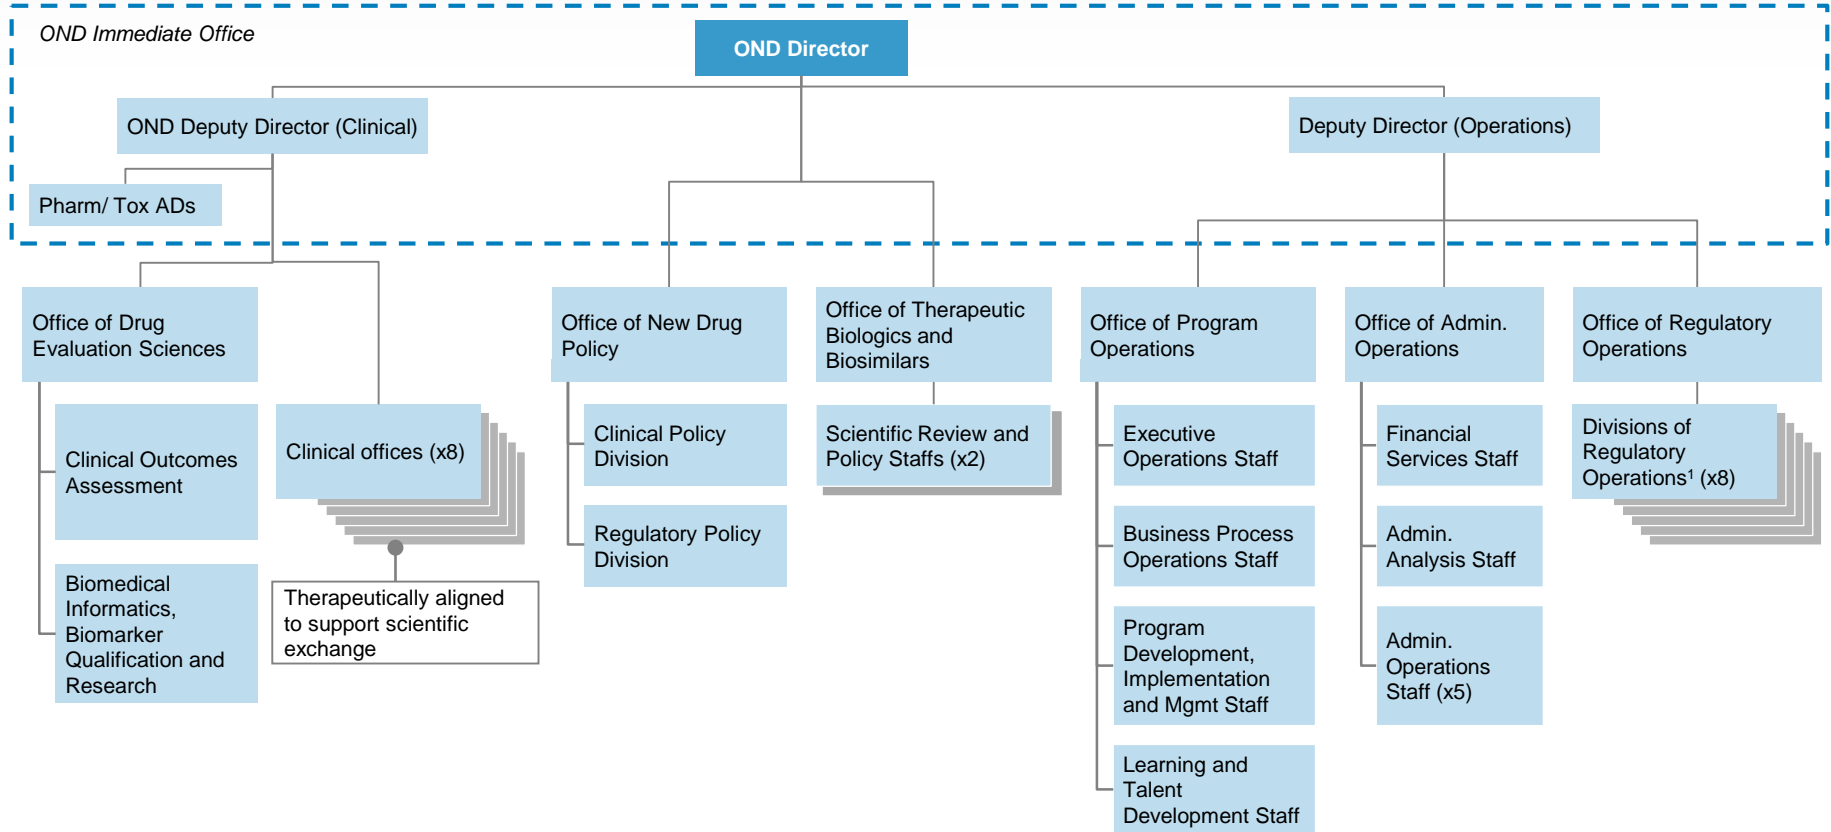 OND Immediate Office
OND Director
OND Deputy Director (Clinical)
Deputy Director (Operations)
Pharm/ Tox ADs
Office of Drug
Evaluation Sciences
Clinical Outcomes
Assessment
Biomedical
Informatics,
Biomarker
Qualification and
Research
Clinical offices (x8)
Therapeutically aligned
to support scientific
exchange
Office of New Drug
Policy
Clinical Policy
Division
Regulatory Policy
Division
Office of Therapeutic
Biologics and
Biosimilars
Scientific Review and
Policy Staffs (x2)
Office of Program
Operations
Executive
Operations Staff
Business Process
Operations Staff
Program
Development,
Implementation
and Mgmt Staff
Learning and
Talent
Development Staff
Office of Admin.
Operations
Financial
Services Staff
Admin.
Analysis Staff
Admin.
Operations
Staff (x5)
Office of Regulatory
Operations
Divisions of
Regulatory
Operations¹ (x8)